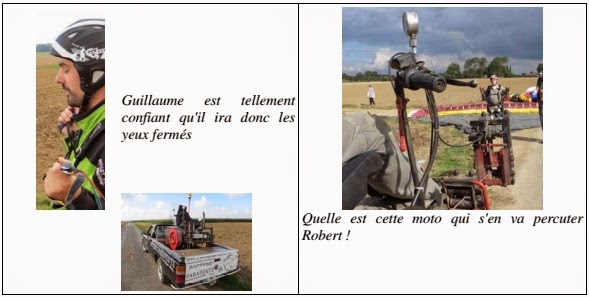 Guillaume est tellement
confiant qu'il ira donc les
yeux fermés
PARAPENTE
Quelle est cette moto qui s'en va percuter
Robert !